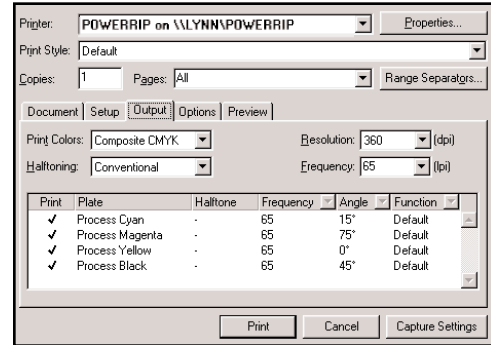 Printer: POWERRIP on \\LYNN\POWERRIP Properties...
Print Style: Default
Copies: 1 Pages: All Range Separators...
Document Setup Output Options Preview
Print Colors: Composite CMYK Resolution: 360 (dpi)
Halftoning: Conventional Frequency: 65 (lpi)
Print Plate Halftone Frequency Angle Function
✓ Process Cyan - 65 15° Default
✓ Process Magenta - 65 75° Default
✓ Process Yellow - 65 0° Default
✓ Process Black - 65 45° Default
Print Cancel Capture Settings